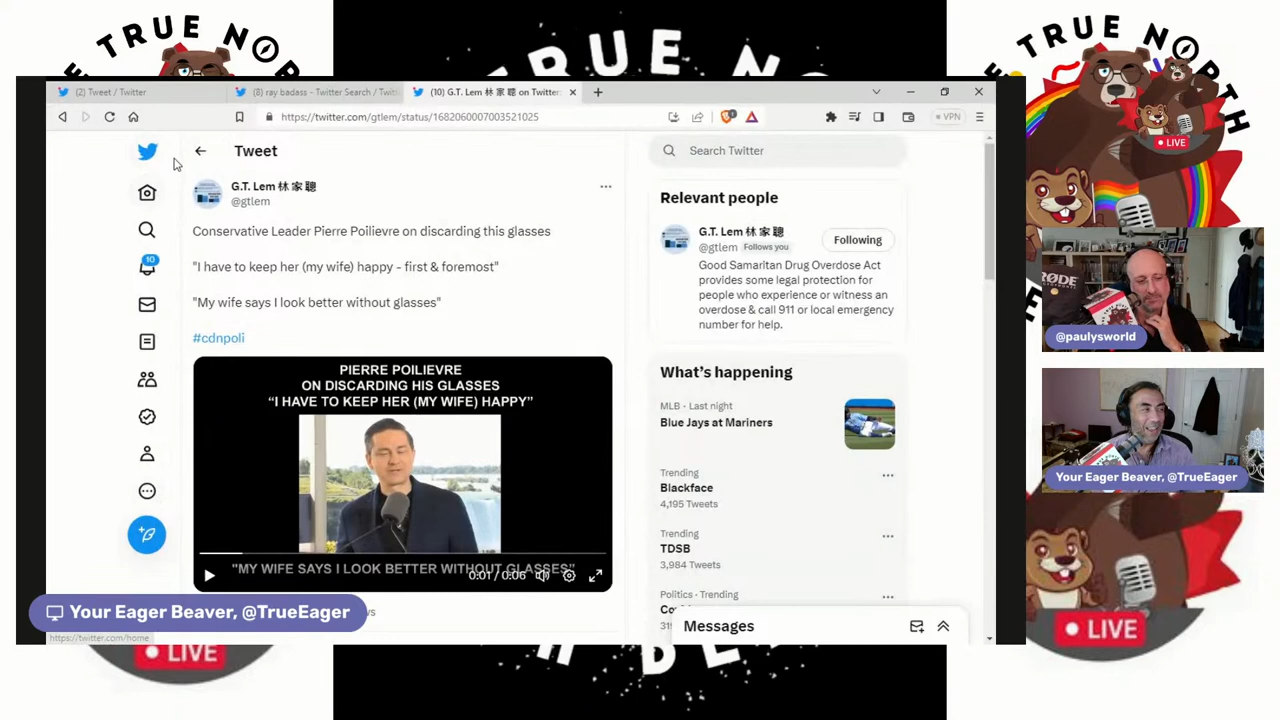 TRUE NO
TRUE NO
TRUE NO
(2) Tweet / Twitter
(8) ray badass - Twitter Search / Twitt
(10) G.T. Lem 林家聰 on Twitter:
https://twitter.com/gtlem/status/1682060007003521025
VPN
LIVE
Tweet
Search Twitter
G.T. Lem 林家聰
@gtlem
Conservative Leader Pierre Poilievre on discarding this glasses
"I have to keep her (my wife) happy - first & foremost"
"My wife says I look better without glasses"
#cdnpoli
PIERRE POILIEVRE
ON DISCARDING HIS GLASSES
"I HAVE TO KEEP HER (MY WIFE) HAPPY"
"MY WIFE SAYS I LOOK BETTER WITHOUT GLASSES"
0:01 / 0:06
10
Relevant people
G.T. Lem 林家聰
@gtlem Follows you
Following
Good Samaritan Drug Overdose Act
provides some legal protection for
people who experience or witness an
overdose & call 911 or local emergency
number for help.
What's happening
MLB · Last night
Blue Jays at Mariners
Trending
Blackface
4,195 Tweets
Trending
TDSB
3,984 Tweets
Politics · Trending
Messages
RØDE
@paulysworld
Your Eager Beaver, @TrueEager
Your Eager Beaver, @TrueEager
https://twitter.com/home
LIVE
LIVE